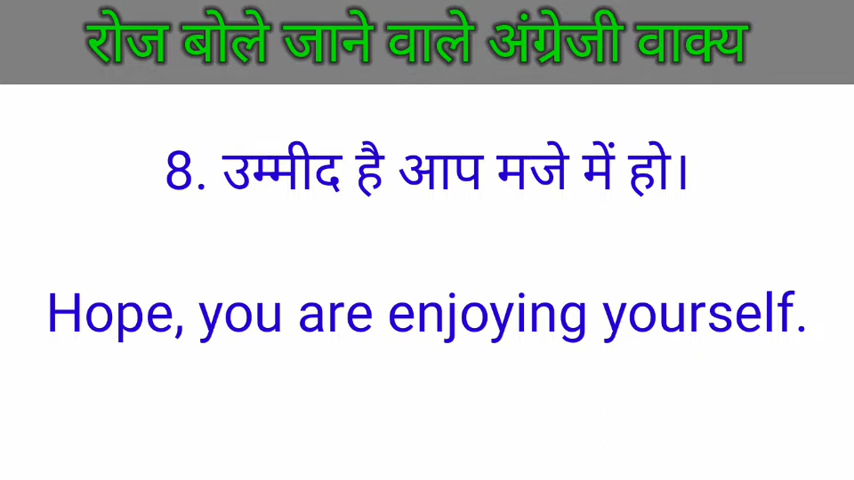 रोज बोले जाने वाले अंग्रेजी वाक्य
8. उम्मीद है आप मजे में हो।
Hope, you are enjoying yourself.